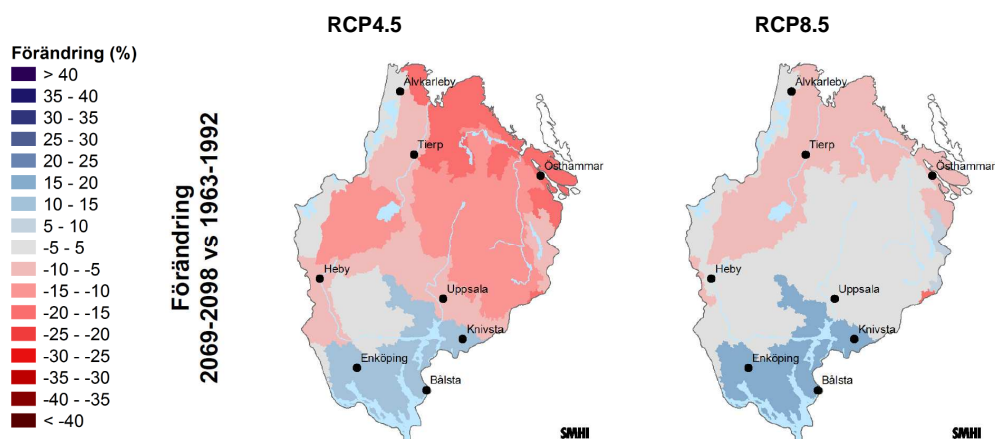 RCP4.5
RCP8.5
Förändring (%)
> 40
35 - 40
30 - 35
25 - 30
20 - 25
15 - 20
10 - 15
5 - 10
-5 - 5
-10 - -5
-15 - -10
-20 - -15
-25 - -20
-30 - -25
-35 - -30
-40 - -35
< -40
Förändring
2069-2098 vs 1963-1992
Älvkarleby
Tierp
Östhammar
Heby
Uppsala
Knivsta
Enköping
Bålsta
SMHI
Älvkarleby
Tierp
Östhammar
Heby
Uppsala
Knivsta
Enköping
Bålsta
SMHI